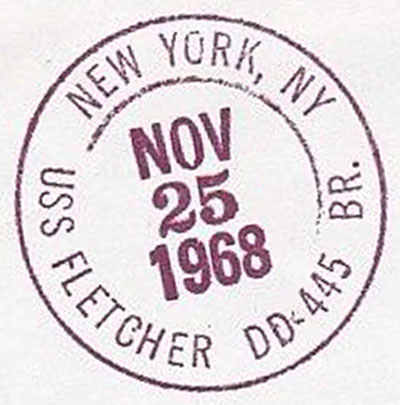 NEW YORK, NY
NOV
25
1968
USS FLETCHER DD-445 BR.